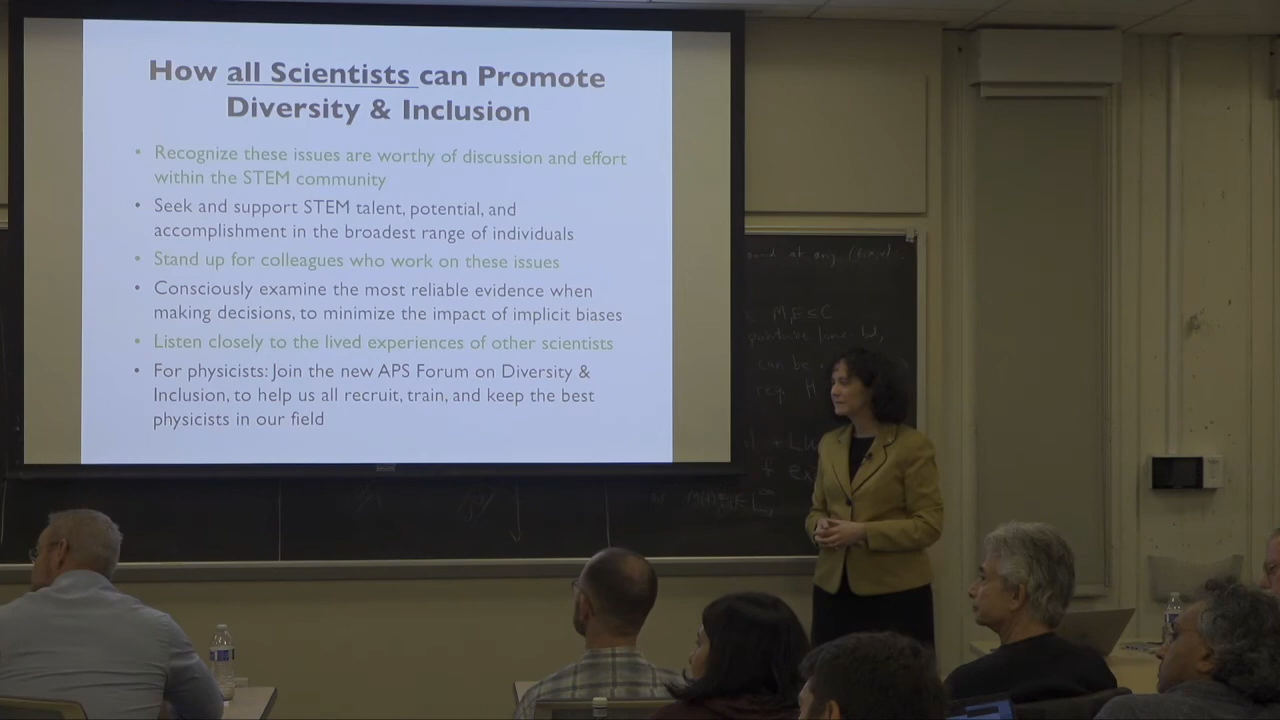 How all Scientists can Promote
Diversity & Inclusion
• Recognize these issues are worthy of discussion and effort
within the STEM community
• Seek and support STEM talent, potential, and
accomplishment in the broadest range of individuals
• Stand up for colleagues who work on these issues
• Consciously examine the most reliable evidence when
making decisions, to minimize the impact of implicit biases
• Listen closely to the lived experiences of other scientists
• For physicists: Join the new APS Forum on Diversity &
Inclusion, to help us all recruit, train, and keep the best
physicists in our field
at any
can be